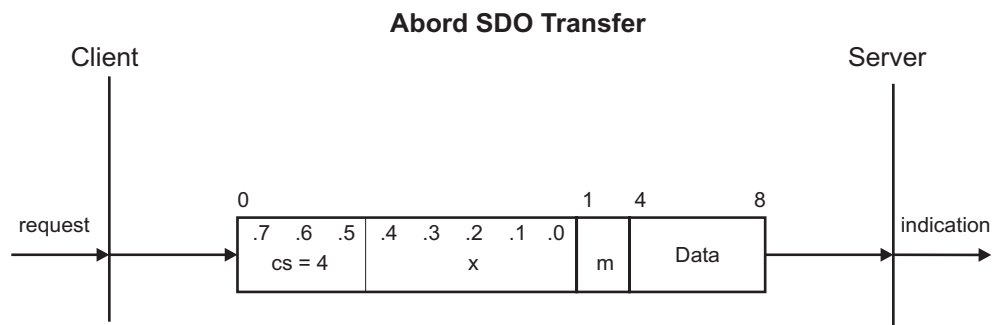 Abord SDO Transfer
Client Server
0 1 4 8
request .7 .6 .5 .4 .3 .2 .1 .0 indication
cs = 4 x m Data